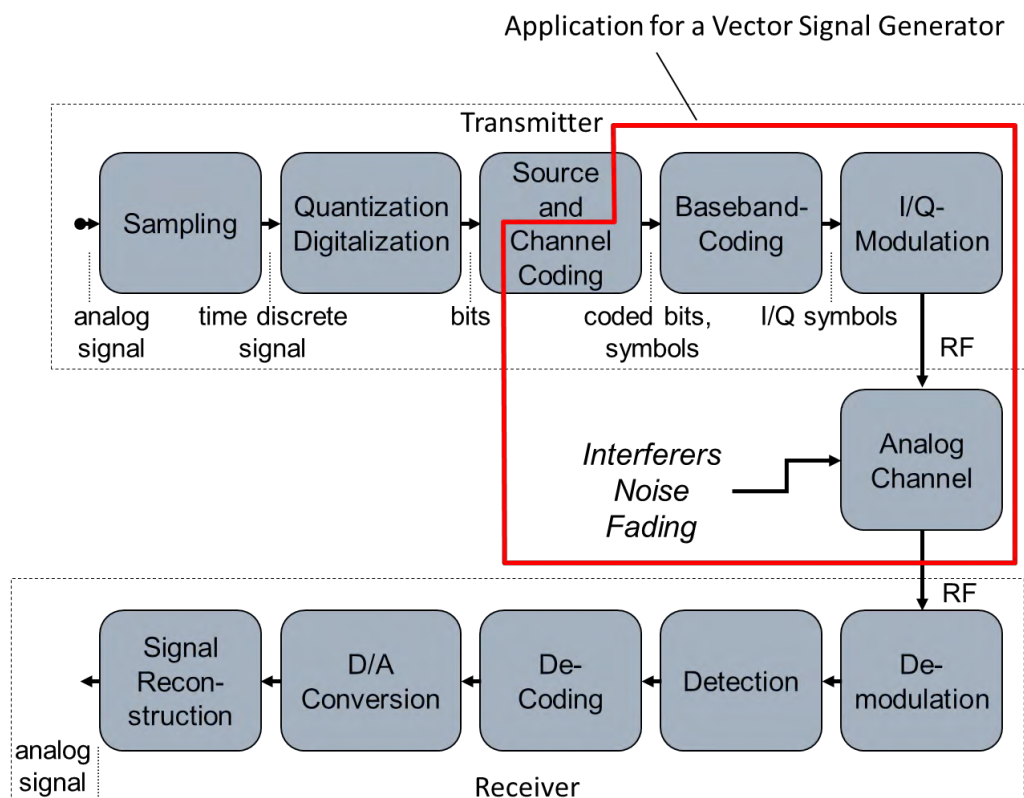 Application for a Vector Signal Generator
Transmitter
Sampling
Quantization
Digitalization
Source
and
Channel
Coding
Baseband-
Coding
I/Q-
Modulation
analog
signal
time discrete
signal
bits
coded bits,
symbols
I/Q symbols
RF
Interferers
Noise
Fading
Analog
Channel
RF
Signal
Recon-
struction
D/A
Conversion
De-
Coding
Detection
De-
modulation
analog
signal
Receiver